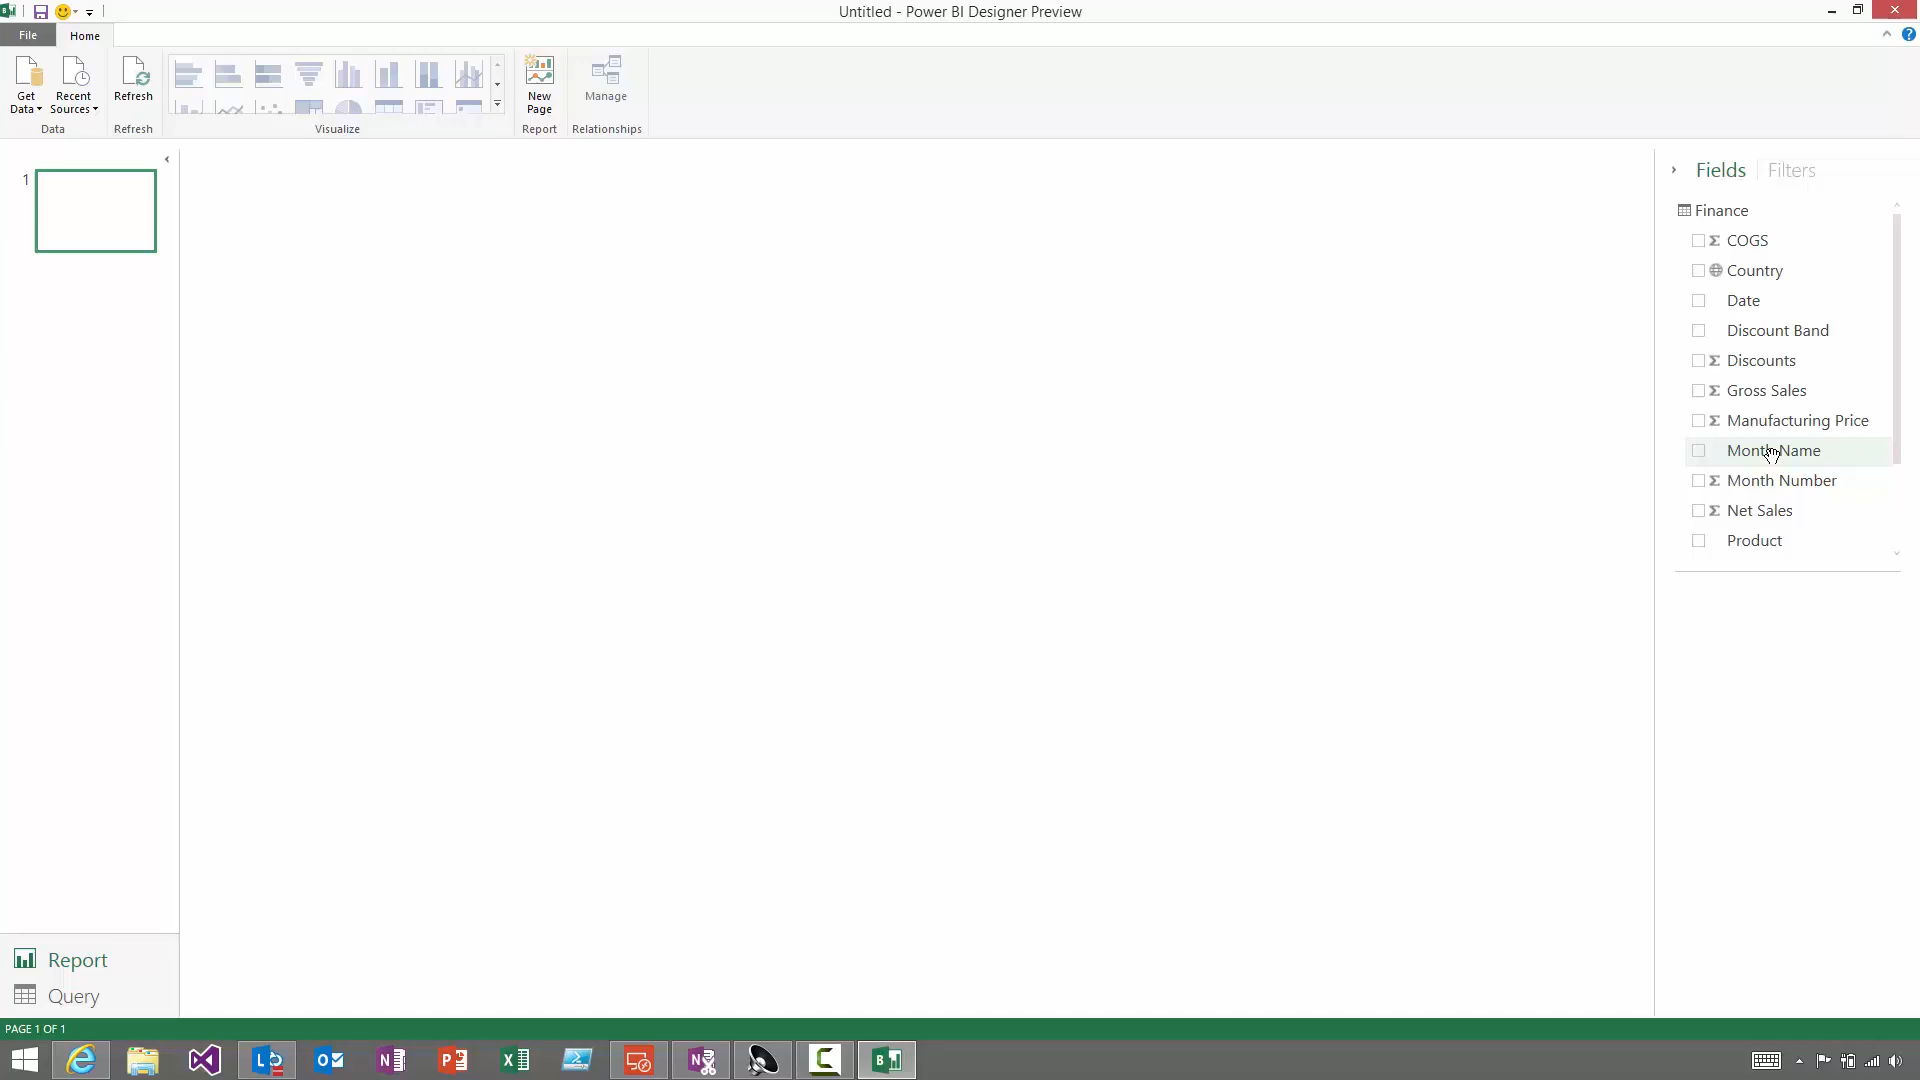 Untitled - Power BI Designer Preview
File
Home
Get Data
Recent Sources
Refresh
New Page
Manage
Data
Refresh
Visualize
Report
Relationships
1
Fields
Filters
Finance
COGS
Country
Date
Discount Band
Discounts
Gross Sales
Manufacturing Price
Month Name
Month Number
Net Sales
Product
Report
Query
PAGE 1 OF 1